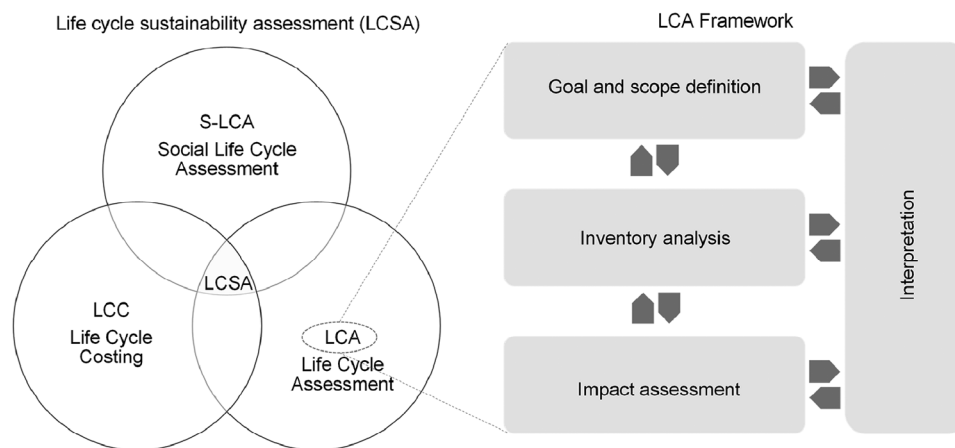 Life cycle sustainability assessment (LCSA)
S-LCA
Social Life Cycle
Assessment
LCSA
LCC
Life Cycle
Costing
LCA
Life Cycle
Assessment
LCA Framework
Goal and scope definition
Inventory analysis
Impact assessment
Interpretation